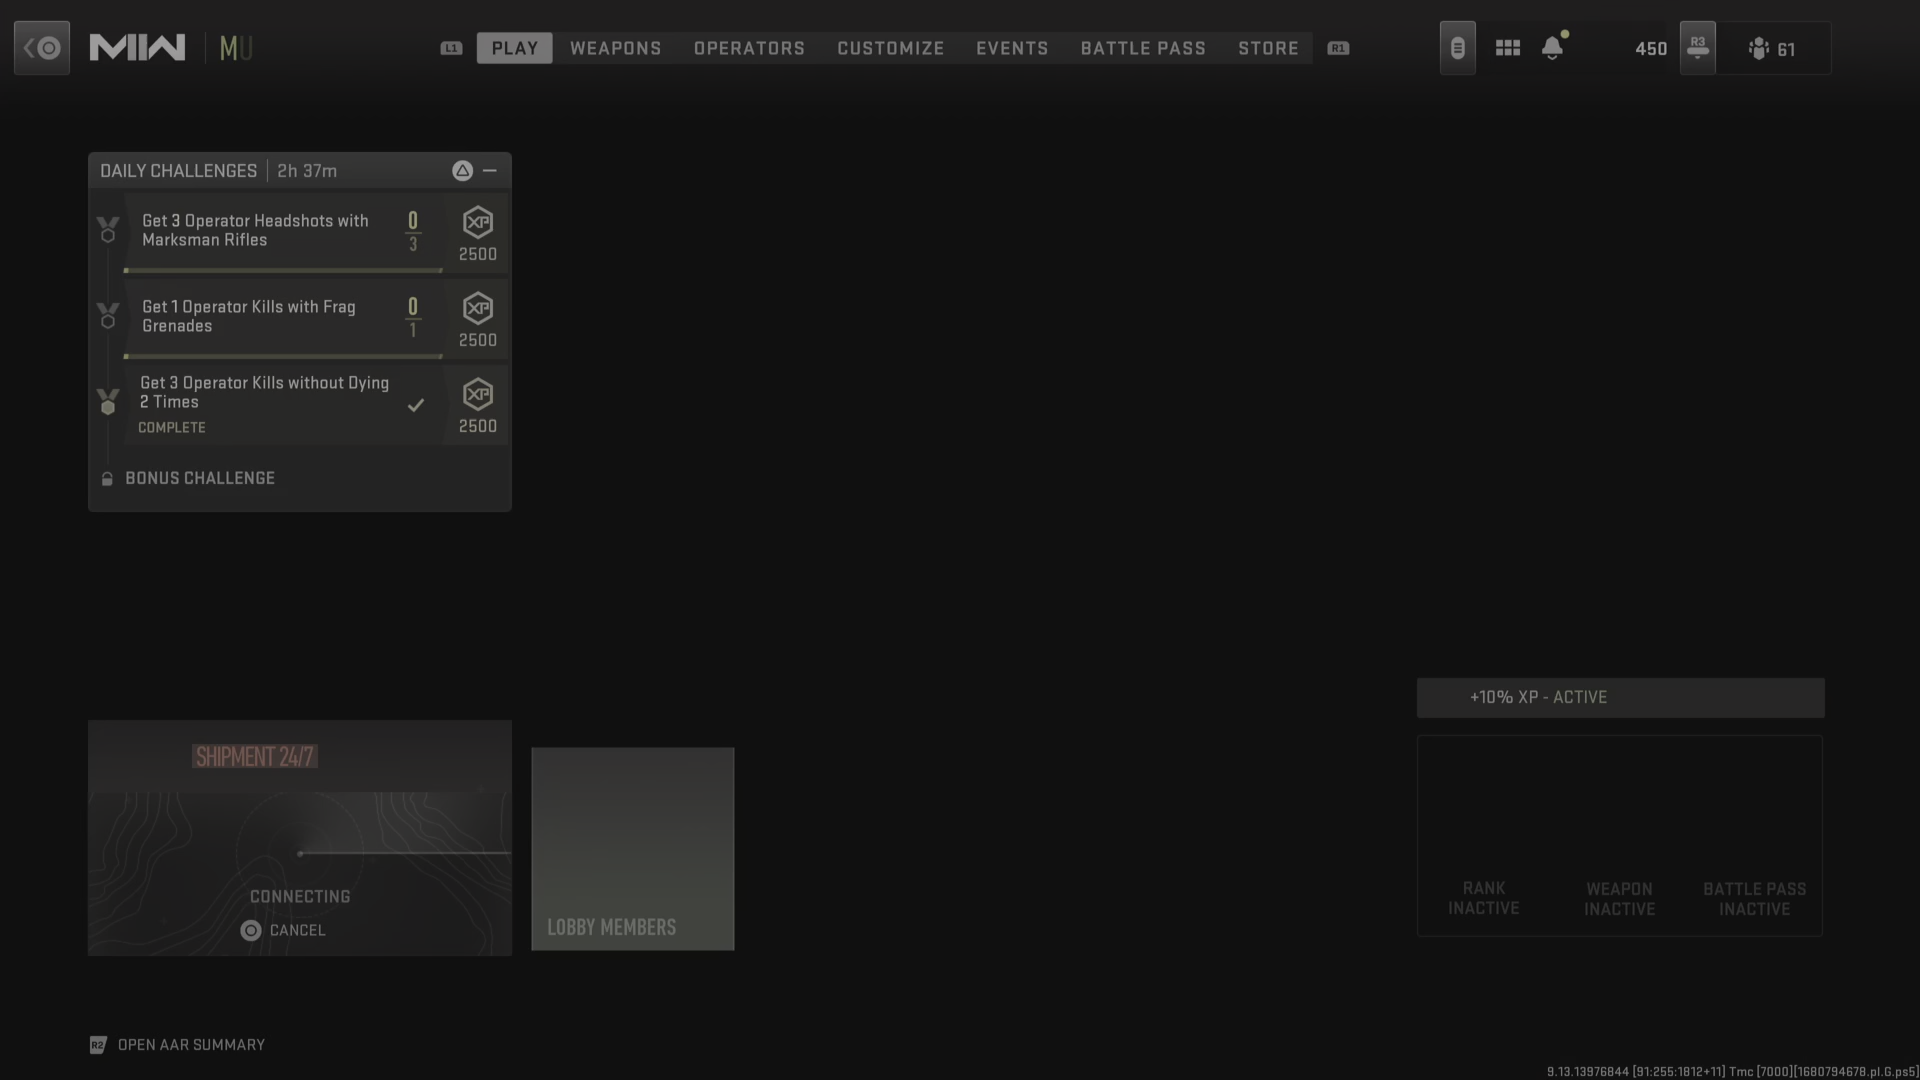 MW
MU
L1
PLAY
WEAPONS
OPERATORS
CUSTOMIZE
EVENTS
BATTLE PASS
STORE
R1
450
R3
61
DAILY CHALLENGES
2h 37m
Get 3 Operator Headshots with
Marksman Rifles
0
3
XP
2500
Get 1 Operator Kills with Frag
Grenades
0
1
XP
2500
Get 3 Operator Kills without Dying
2 Times
COMPLETE
XP
2500
BONUS CHALLENGE
+10% XP - ACTIVE
SHIPMENT 24/7
CONNECTING
CANCEL
LOBBY MEMBERS
RANK
INACTIVE
WEAPON
INACTIVE
BATTLE PASS
INACTIVE
R2
OPEN AAR SUMMARY
9.13.13976844 [91:255:1812+11] Tmc [7000][1680794678.pl.G.ps5]